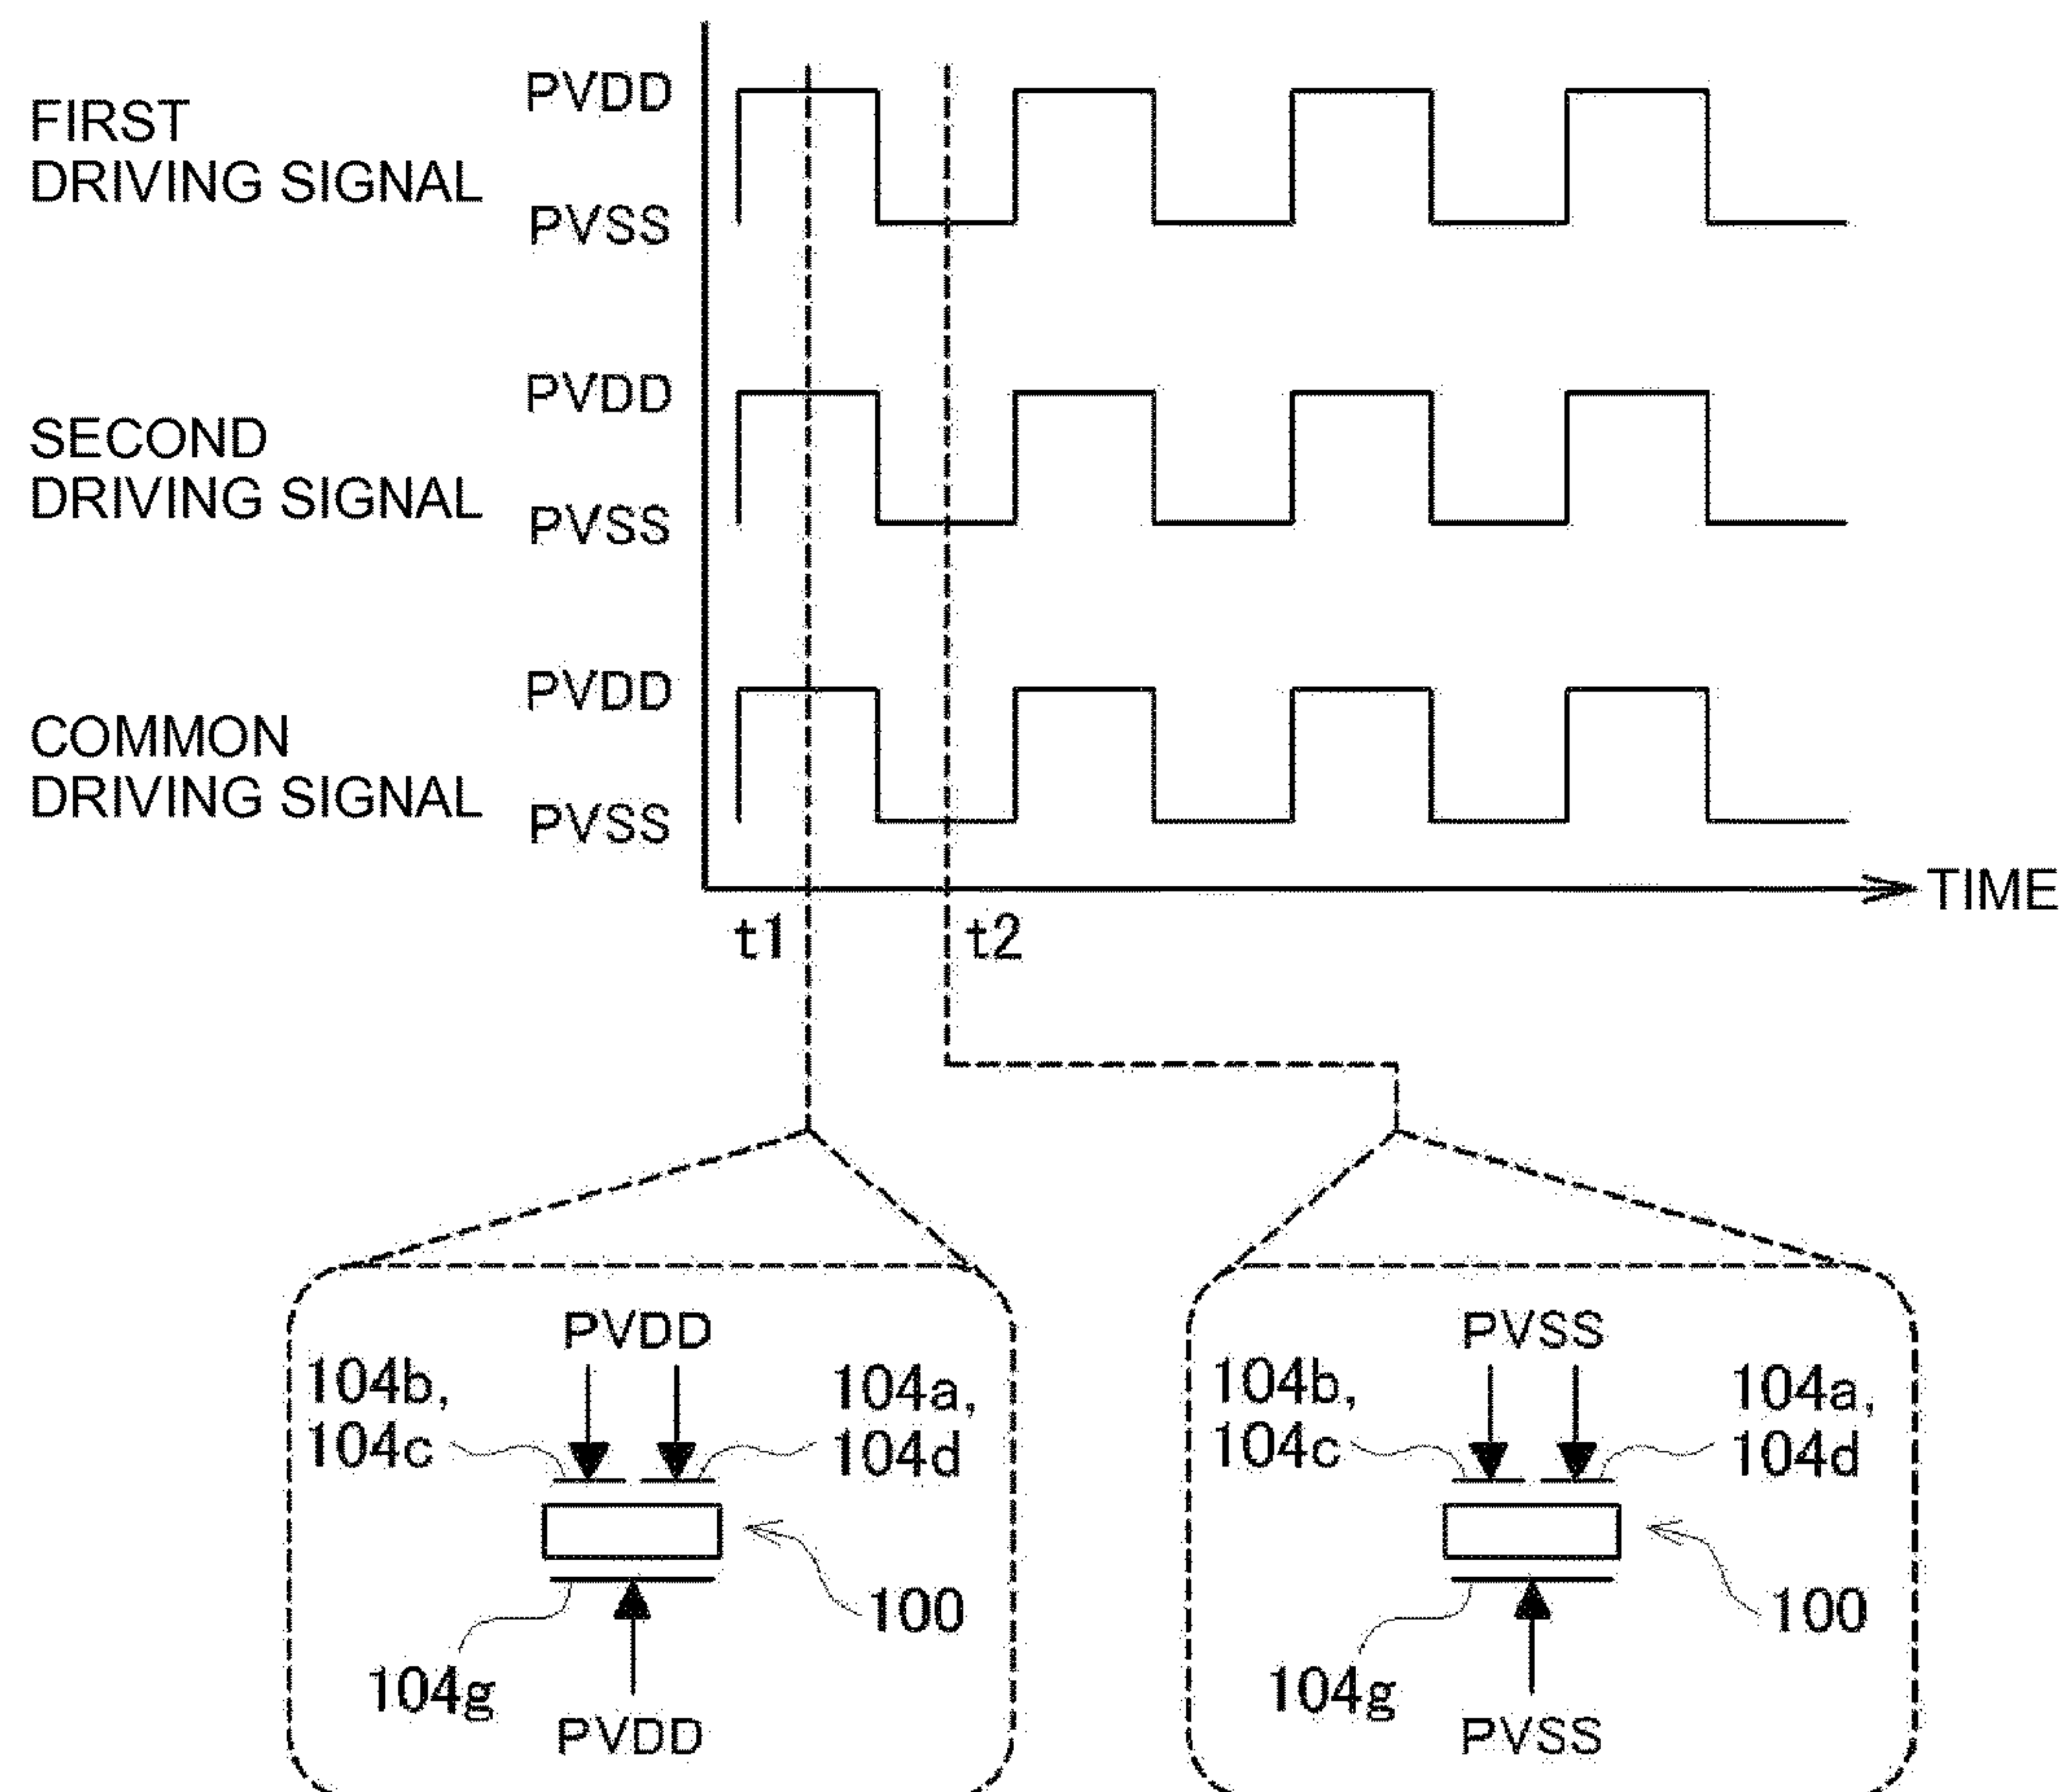 FIRST
DRIVING SIGNAL
PVDD
PVSS
SECOND
DRIVING SIGNAL
PVDD
PVSS
COMMON
DRIVING SIGNAL
PVDD
PVSS
TIME
t1
t2
PVDD
104b,
104c
104a,
104d
100
104g
PVDD
PVSS
104b,
104c
104a,
104d
100
104g
PVSS